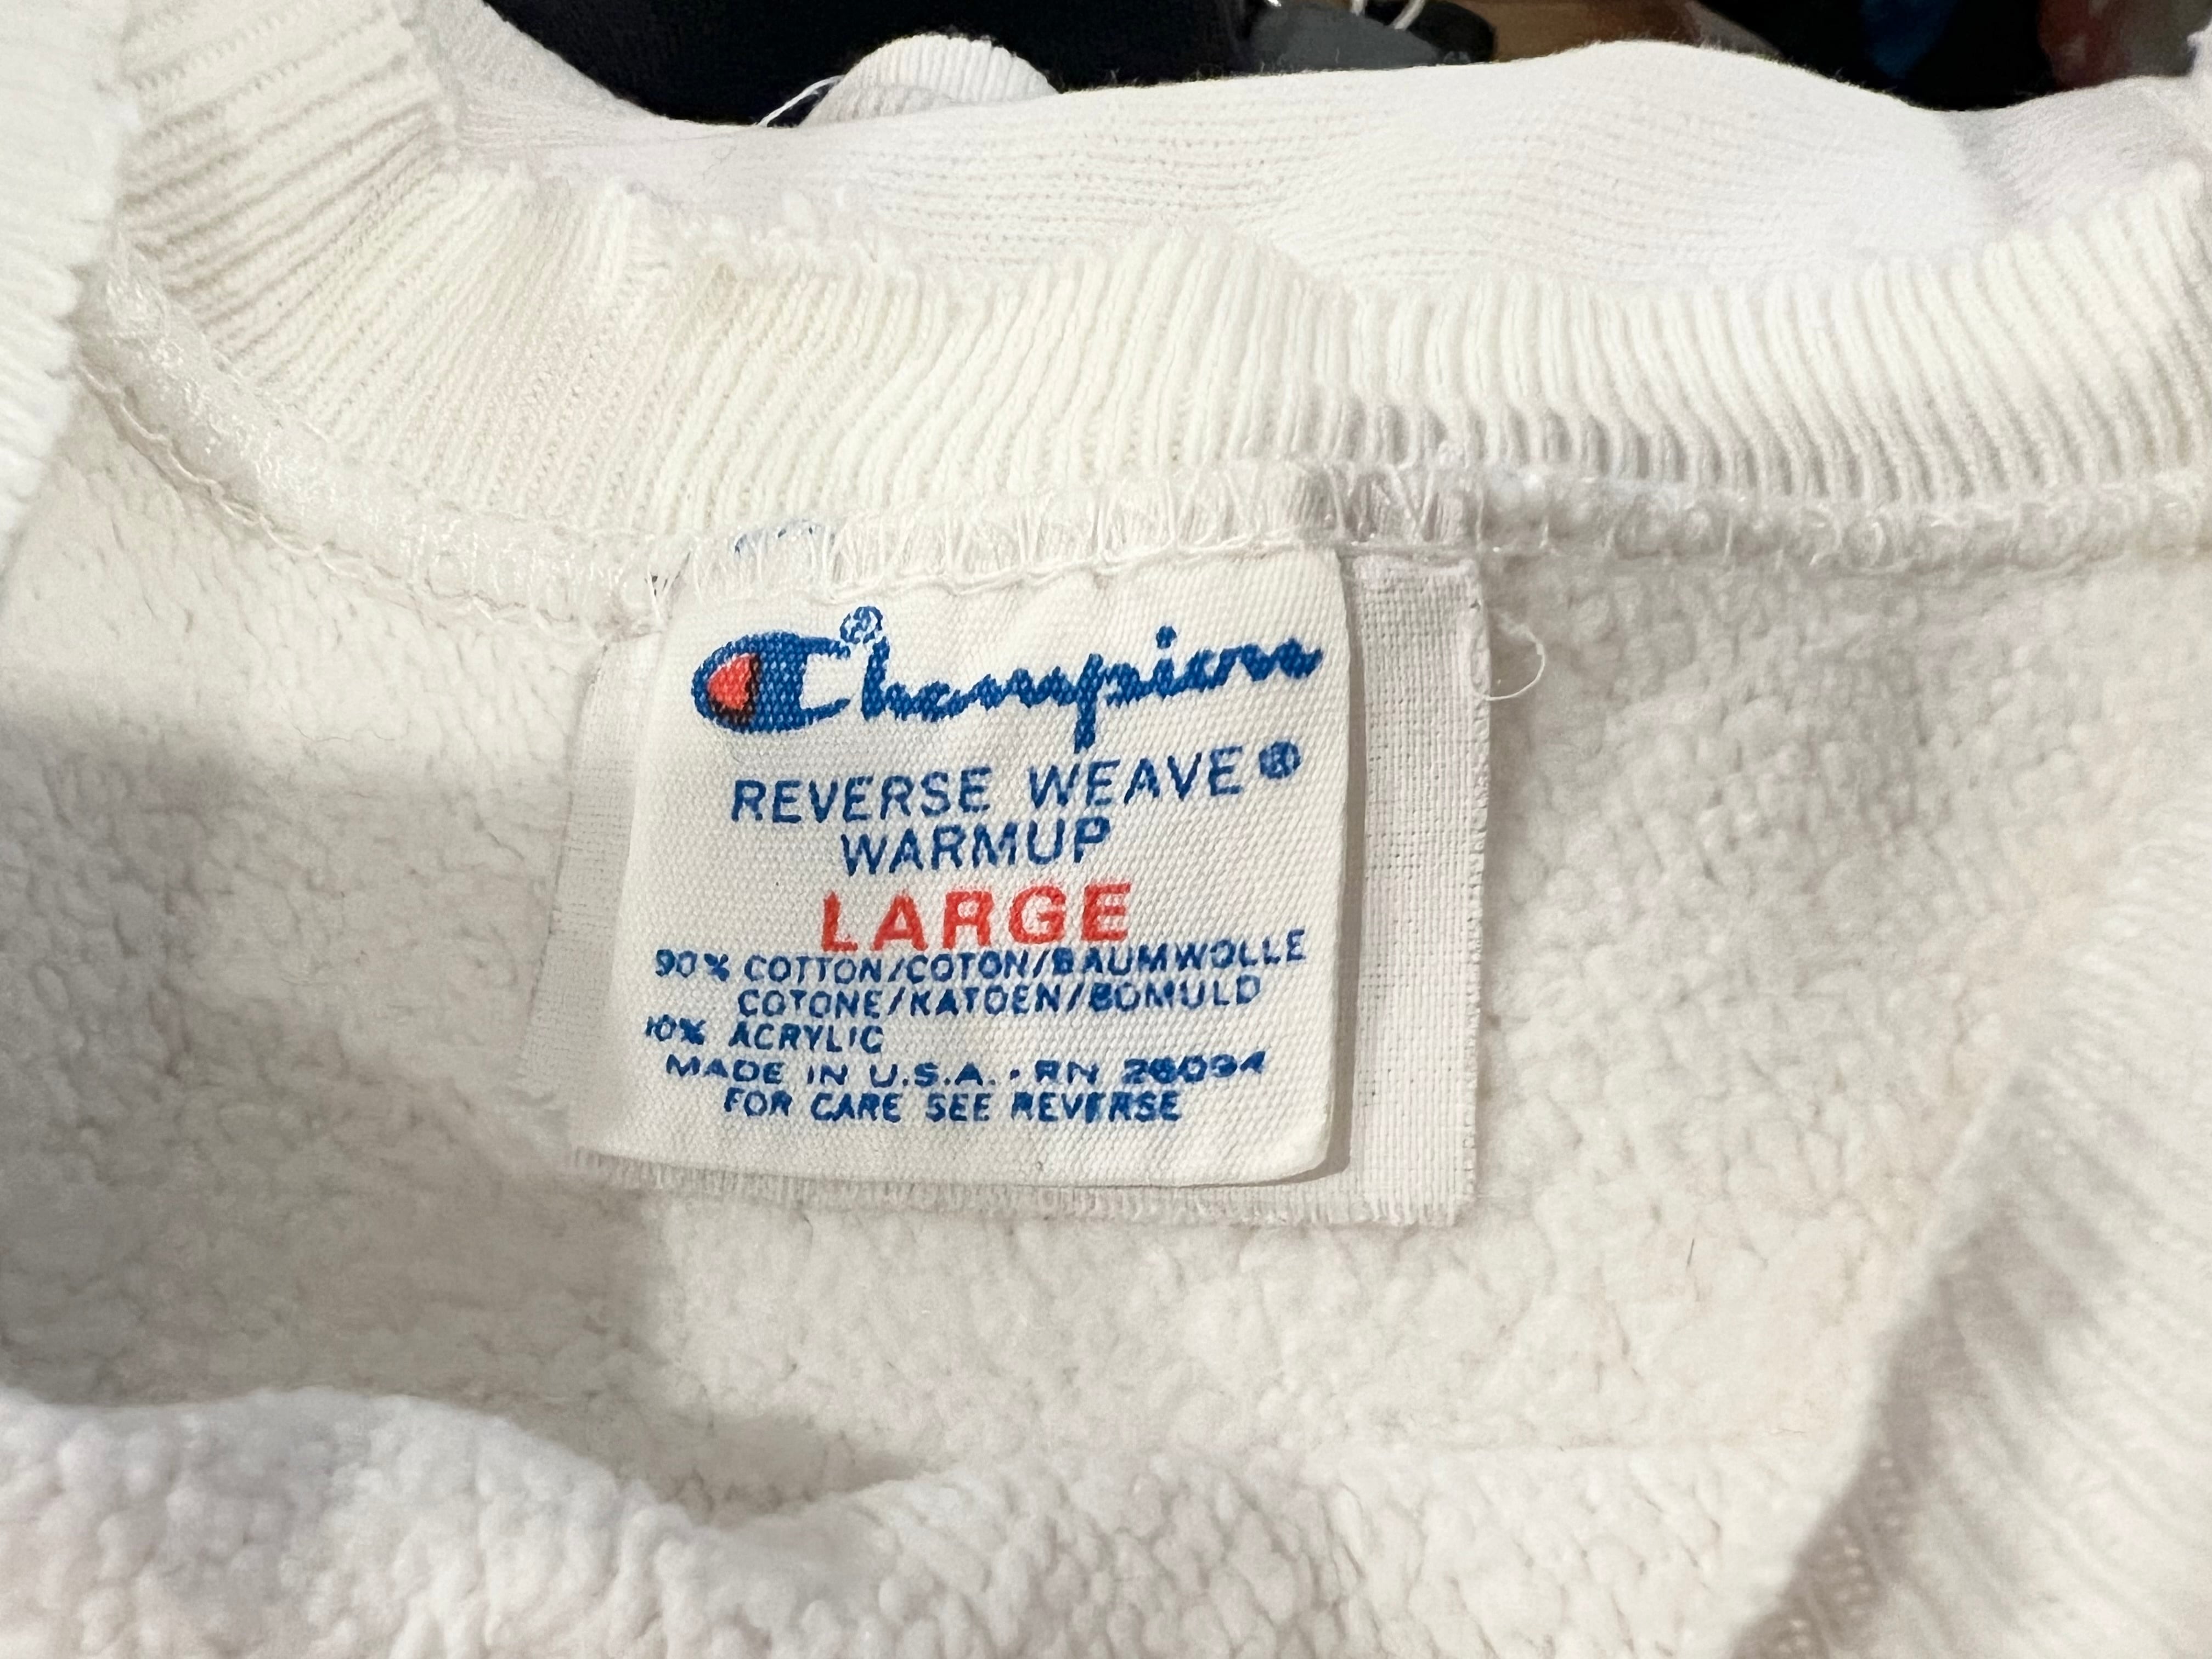 Champion®
REVERSE WEAVE®
WARMUP
LARGE
90% COTTON/COTON/BAUMWOLLE
COTONE/KATOEN/BOMULD
10% ACRYLIC
MADE IN U.S.A. · RN 26094
FOR CARE SEE REVERSE